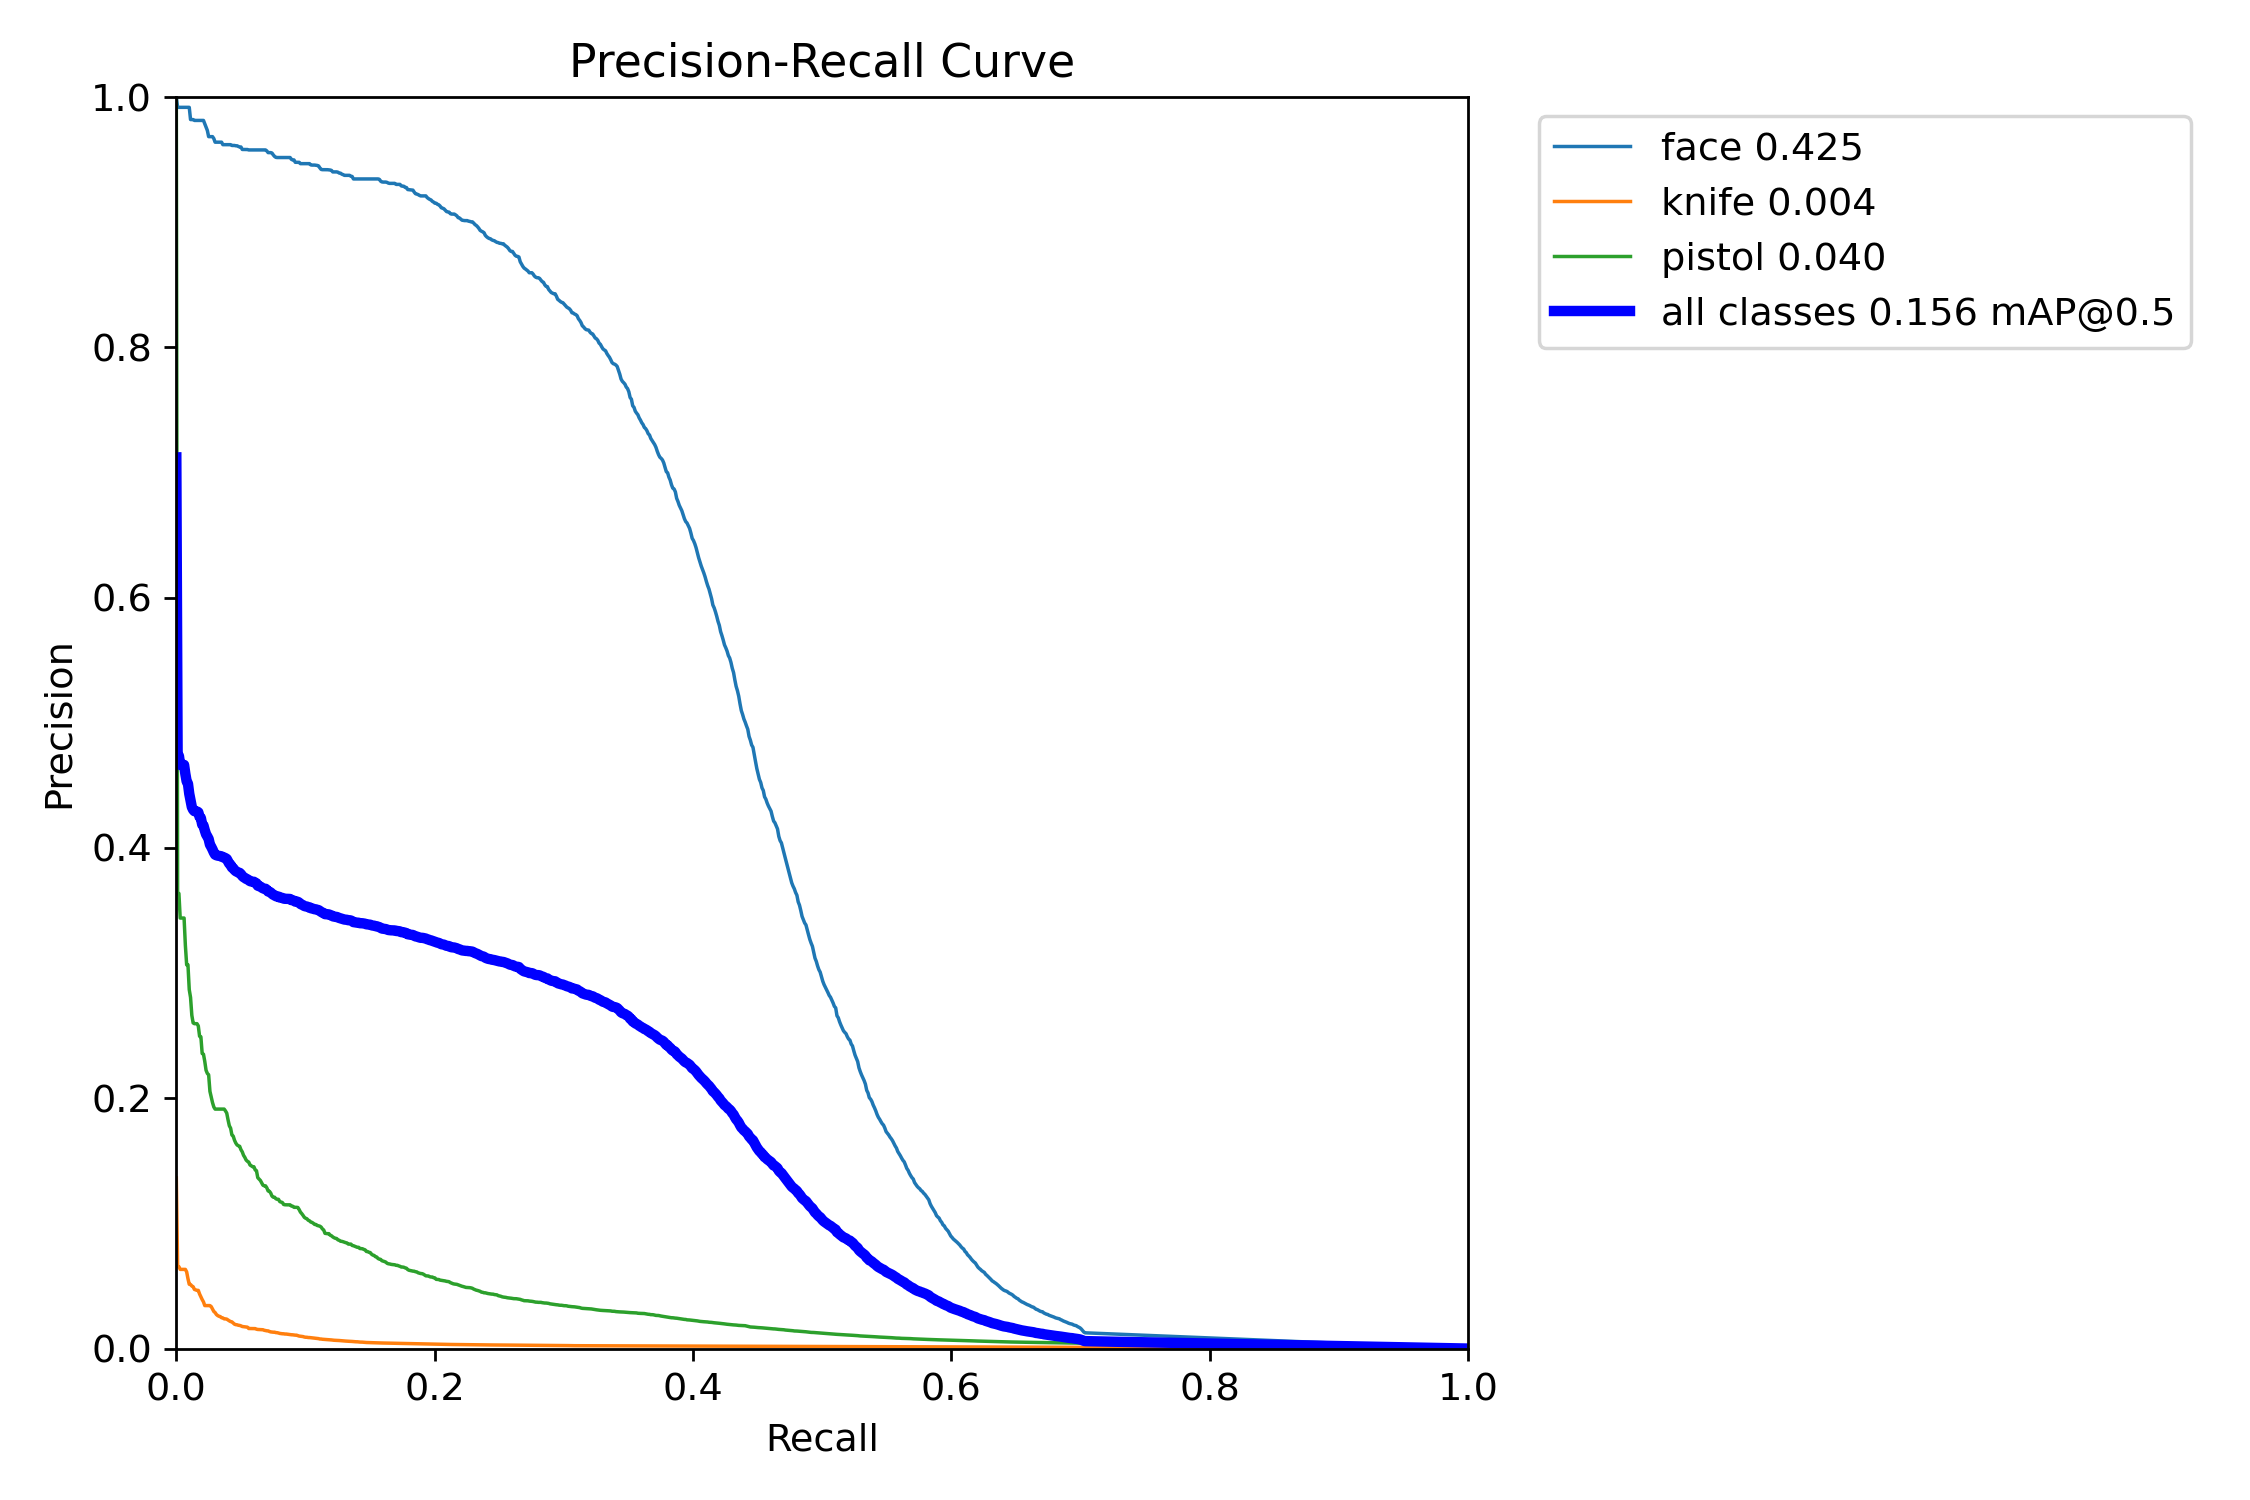 Precision-Recall Curve
1.0
0.8
0.6
0.4
0.2
0.0
Precision
0.0 0.2 0.4 0.6 0.8 1.0
Recall
face 0.425
knife 0.004
pistol 0.040
all classes 0.156 mAP@0.5